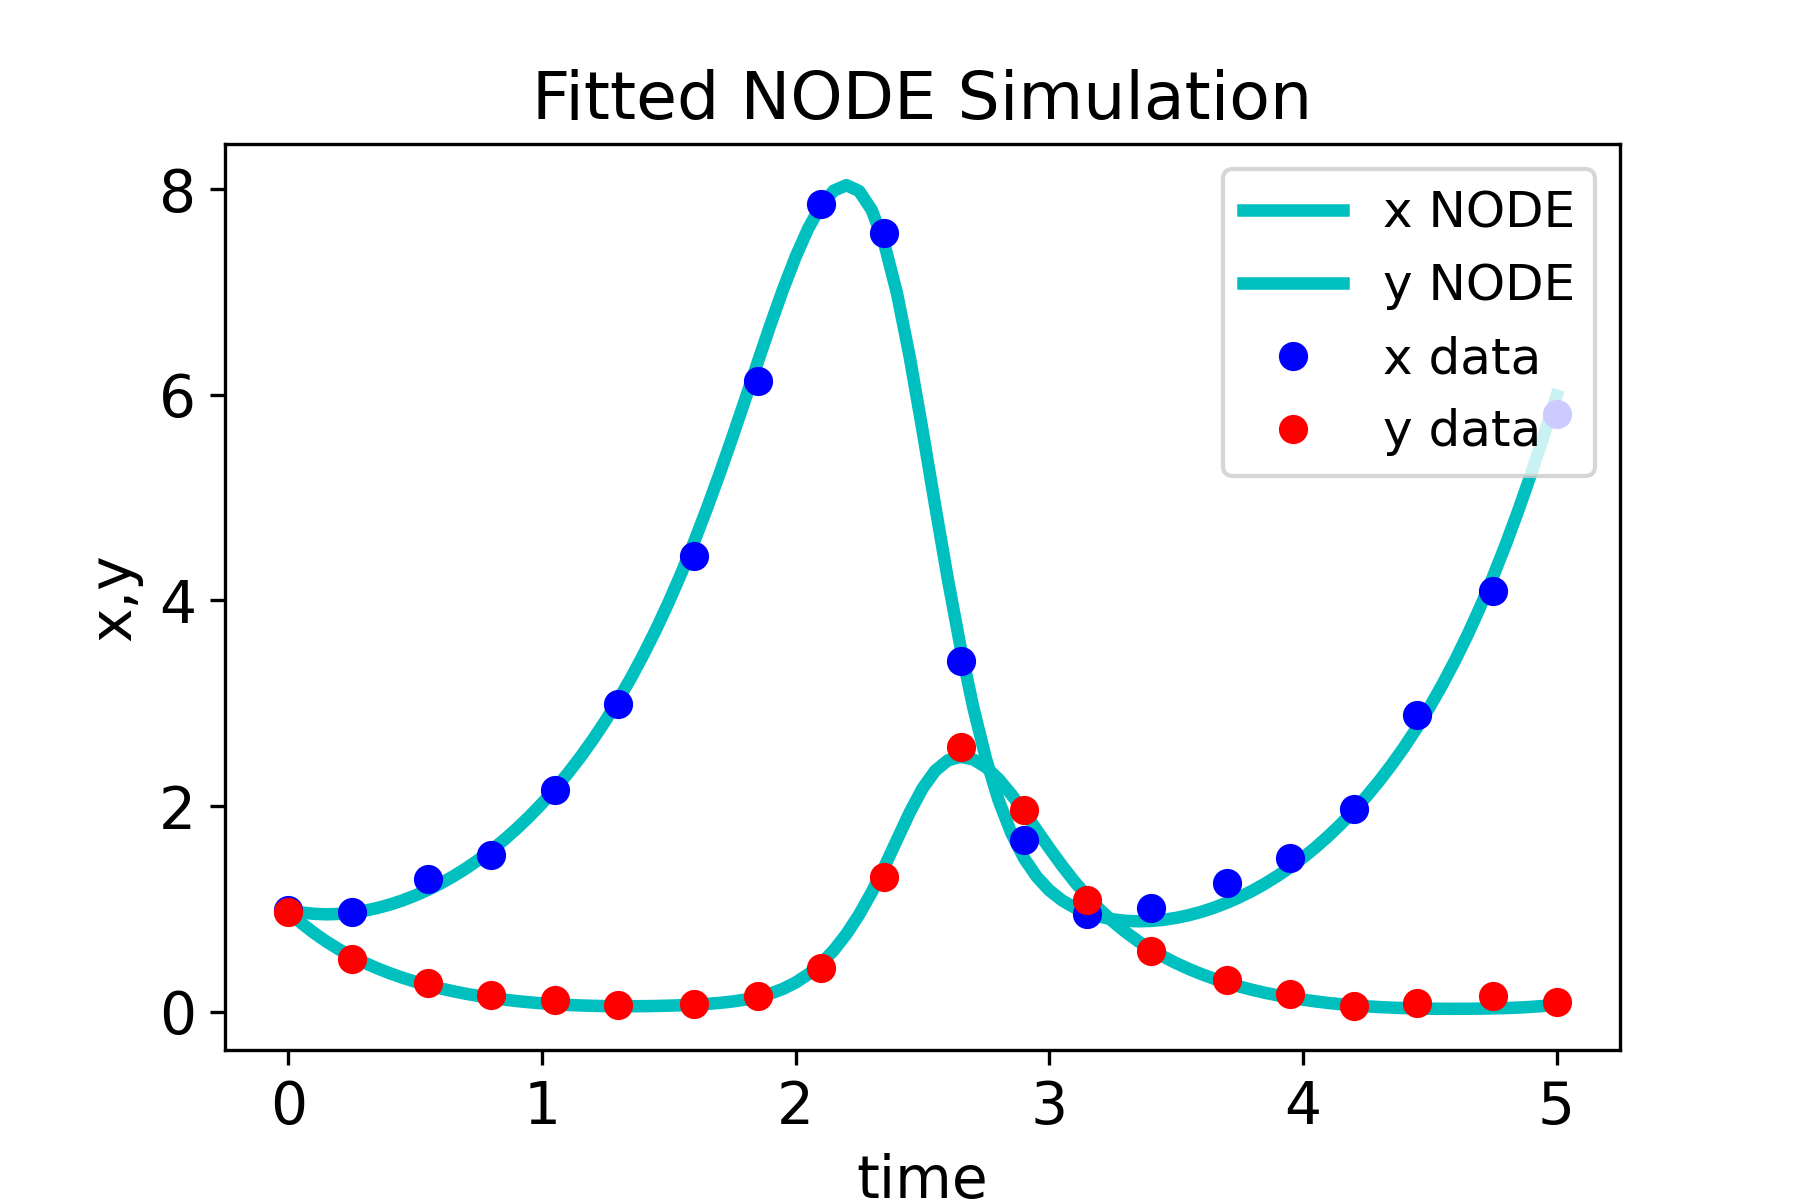 Fitted NODE Simulation
x NODE
y NODE
x data
y data
x,y
8
6
4
2
0
0 1 2 3 4 5
time